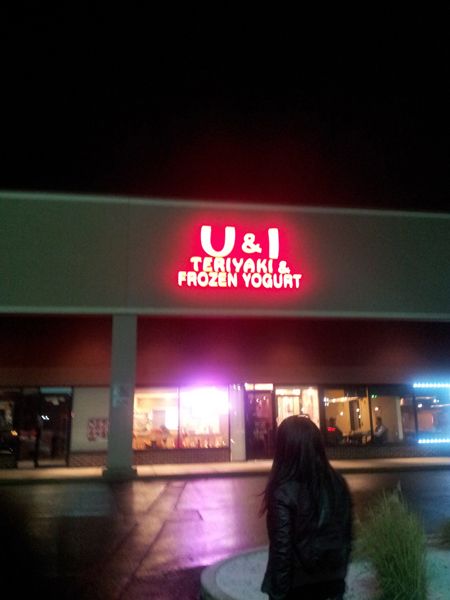 U & I
TERIYAKI &
FROZEN YOGURT